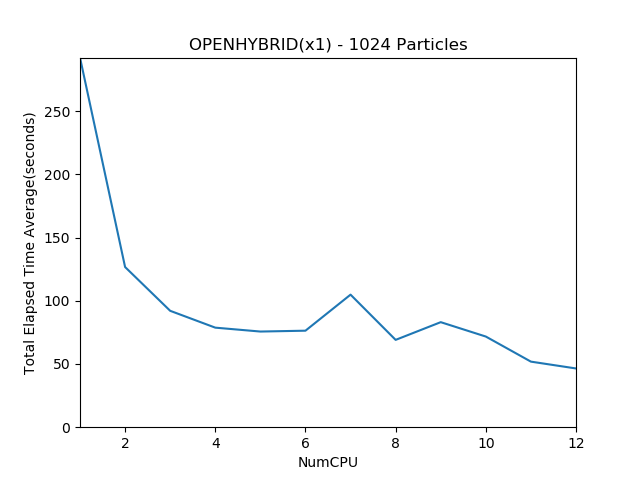 OPENHYBRID(x1) - 1024 Particles
Total Elapsed Time Average(seconds)
250
200
150
100
50
0
2 4 6 8 10 12
NumCPU